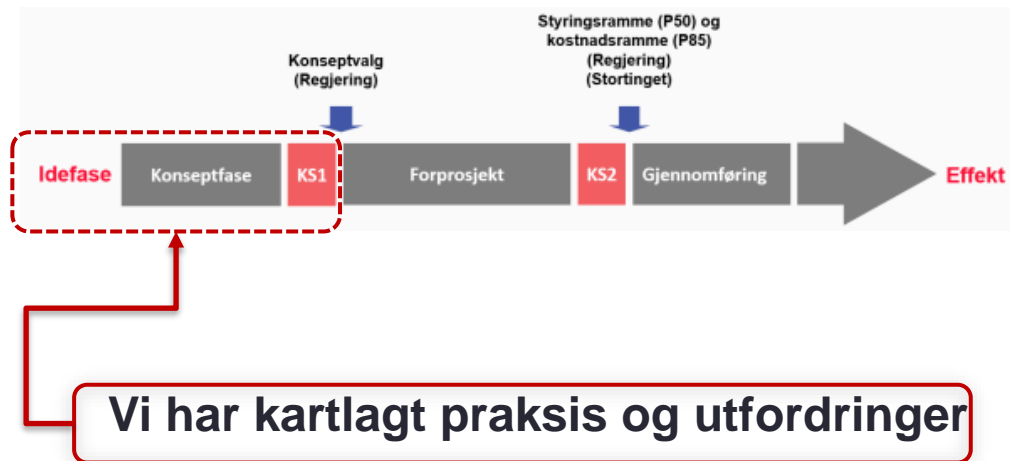 Styringsramme (P50) og
kostnadsramme (P85)
(Regjering)
(Stortinget)
Konseptvalg
(Regjering)
Idefase
Konseptfase
KS1
Forprosjekt
KS2
Gjennomføring
Effekt
Vi har kartlagt praksis og utfordringer